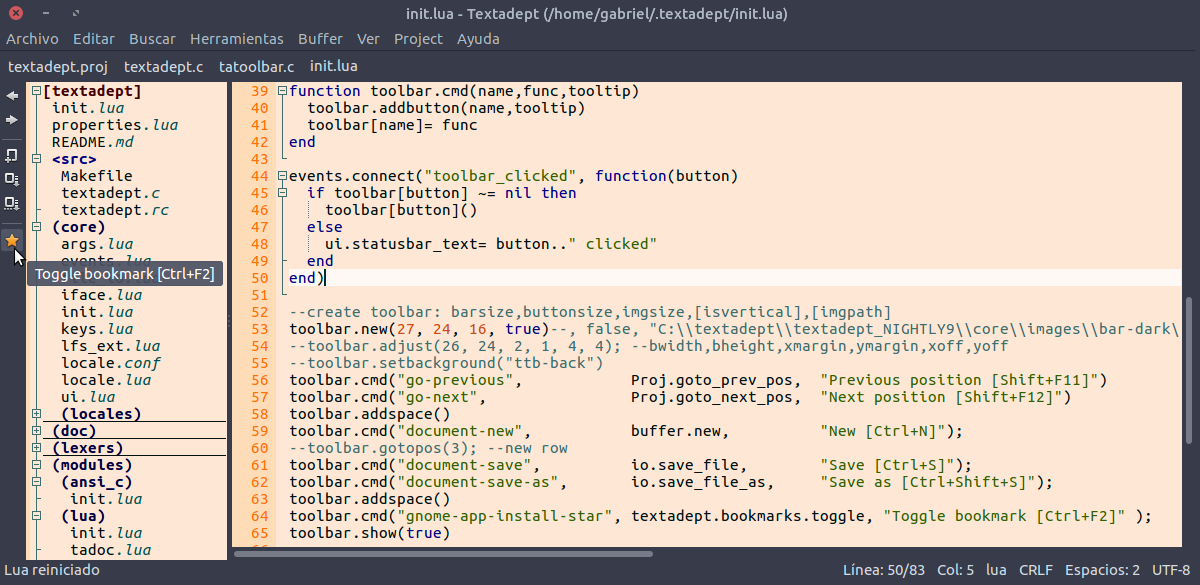 init.lua - Textadept (/home/gabriel/.textadept/init.lua)
Archivo Editar Buscar Herramientas Buffer Ver Project Ayuda
textadept.proj textadept.c tatoolbar.c init.lua
[textadept]
init.lua
properties.lua
README.md
<src>
Makefile
textadept.c
textadept.rc
(core)
args.lua
events.lua
Toggle bookmark [Ctrl+F2]
iface.lua
init.lua
keys.lua
lfs_ext.lua
locale.conf
locale.lua
ui.lua
(locales)
(doc)
(lexers)
(modules)
(ansi_c)
init.lua
(lua)
init.lua
tadoc.lua
39 function toolbar.cmd(name,func,tooltip)
40 toolbar.addbutton(name,tooltip)
41 toolbar[name]= func
42 end
43
44 events.connect("toolbar_clicked", function(button)
45 if toolbar[button] ~= nil then
46 toolbar[button]()
47 else
48 ui.statusbar_text= button.." clicked"
49 end
50 end)
51
52 --create toolbar: barsize,buttonsize,imgsize,[isvertical],[imgpath]
53 toolbar.new(27, 24, 16, true)--, false, "C:\\textadept\\textadept_NIGHTLY9\\core\\images\\bar-dark\
54 --toolbar.adjust(26, 24, 2, 1, 4, 4); --bwidth,bheight,xmargin,ymargin,xoff,yoff
55 --toolbar.setbackground("ttb-back")
56 toolbar.cmd("go-previous", Proj.goto_prev_pos, "Previous position [Shift+F11]")
57 toolbar.cmd("go-next", Proj.goto_next_pos, "Next position [Shift+F12]")
58 toolbar.addspace()
59 toolbar.cmd("document-new", buffer.new, "New [Ctrl+N]");
60 --toolbar.gotopos(3); --new row
61 toolbar.cmd("document-save", io.save_file, "Save [Ctrl+S]");
62 toolbar.cmd("document-save-as", io.save_file_as, "Save as [Ctrl+Shift+S]");
63 toolbar.addspace()
64 toolbar.cmd("gnome-app-install-star", textadept.bookmarks.toggle, "Toggle bookmark [Ctrl+F2]" );
65 toolbar.show(true)
Lua reiniciado
Línea: 50/83 Col: 5 lua CRLF Espacios: 2 UTF-8